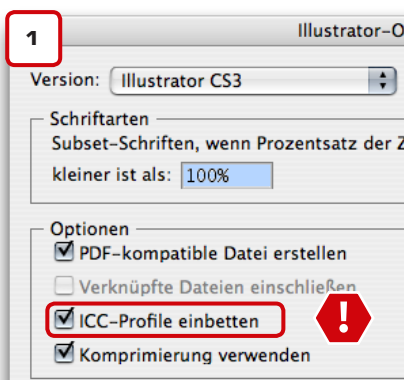 1
Illustrator-O
Version: Illustrator CS3
Schriftarten
Subset-Schriften, wenn Prozentsatz der Z
kleiner ist als: 100%
Optionen
PDF-kompatible Datei erstellen
Verknüpfte Dateien einschließen
ICC-Profile einbetten
!
Komprimierung verwenden